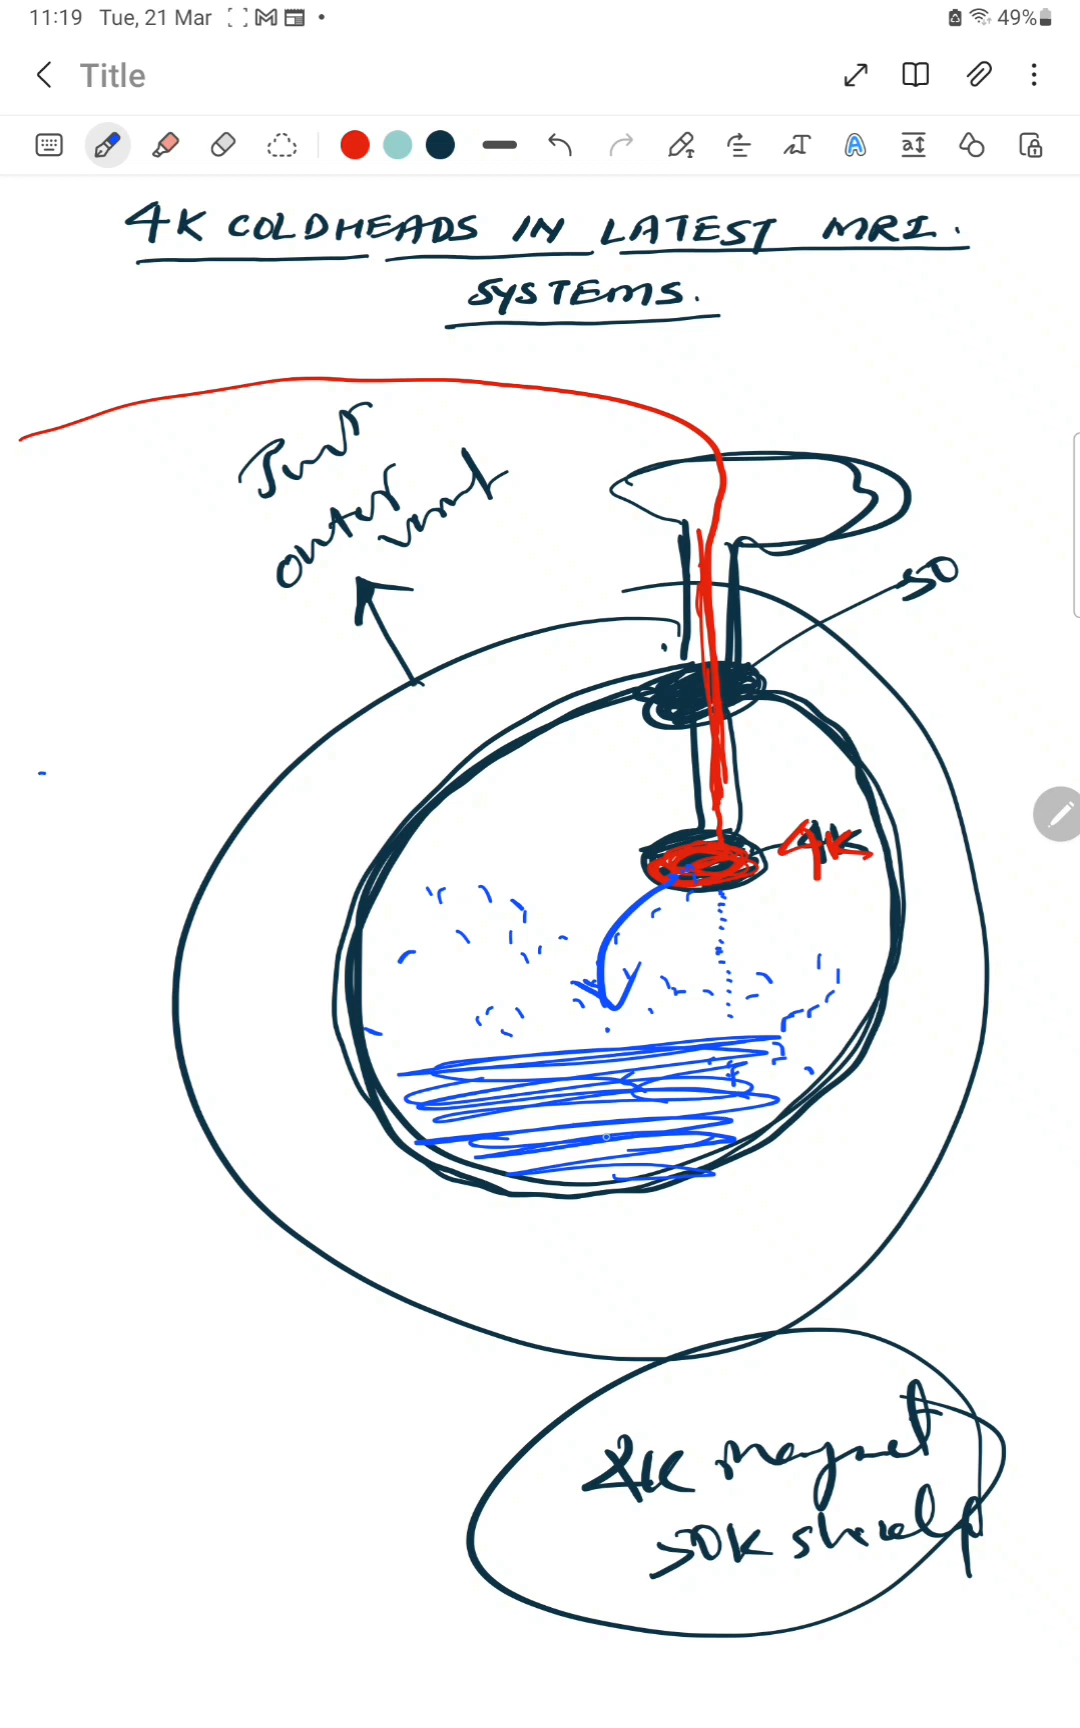 11:19 Tue, 21 Mar
49%
Title
4K COLDHEADS IN LATEST MRI.
SYSTEMS.
outer
50
4K
4K magnet
50K shield